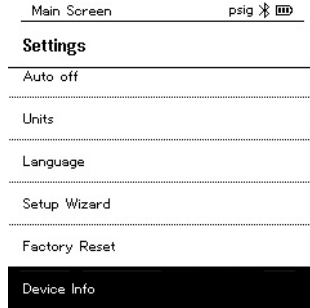 Main Screen psig
Settings
Auto off
Units
Language
Setup Wizard
Factory Reset
Device Info